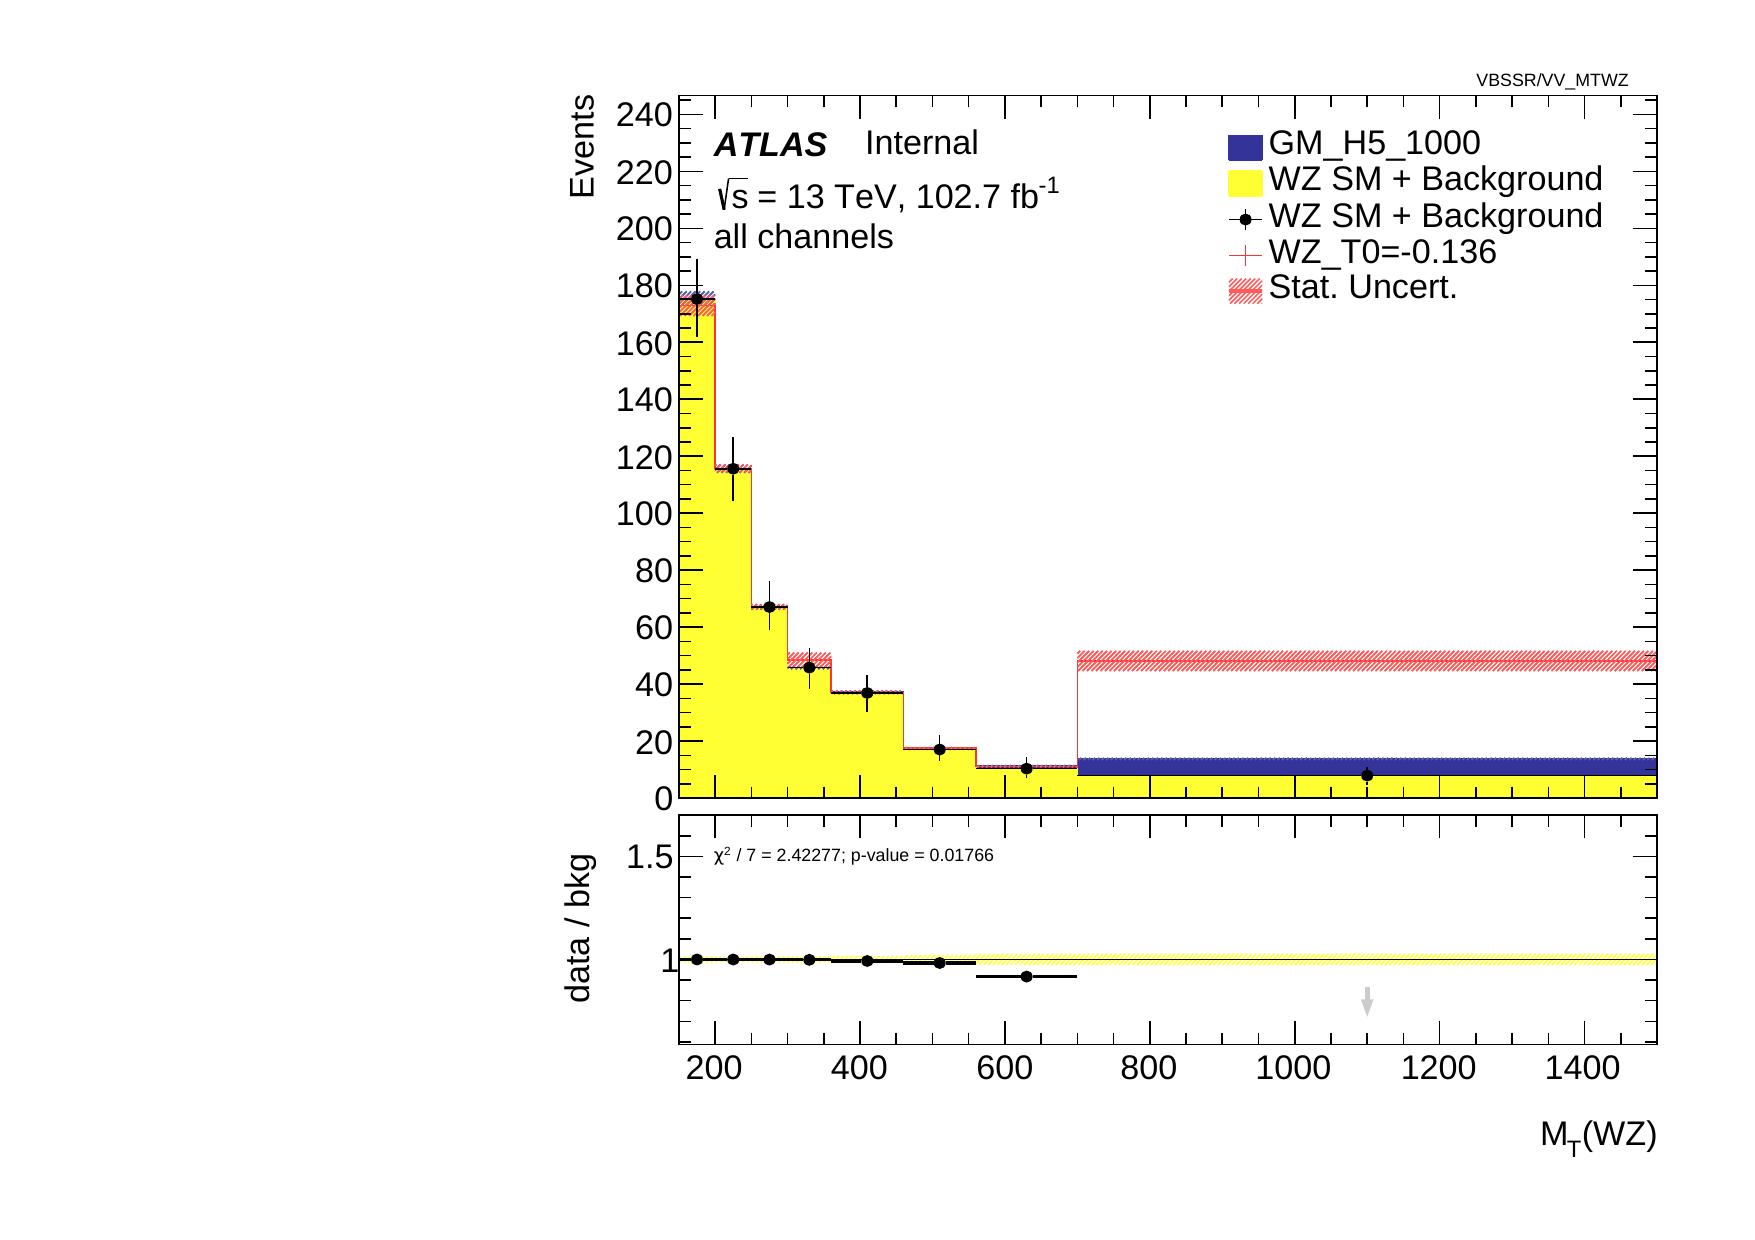 VBSSR/VV_MTWZ
Events
240
220
200
180
160
140
120
100
80
60
40
20
0
ATLAS Internal
√s = 13 TeV, 102.7 fb-1
all channels
GM_H5_1000
WZ SM + Background
WZ SM + Background
WZ_T0=-0.136
Stat. Uncert.
data / bkg
1.5
1
χ² / 7 = 2.42277; p-value = 0.01766
200 400 600 800 1000 1200 1400
MT(WZ)